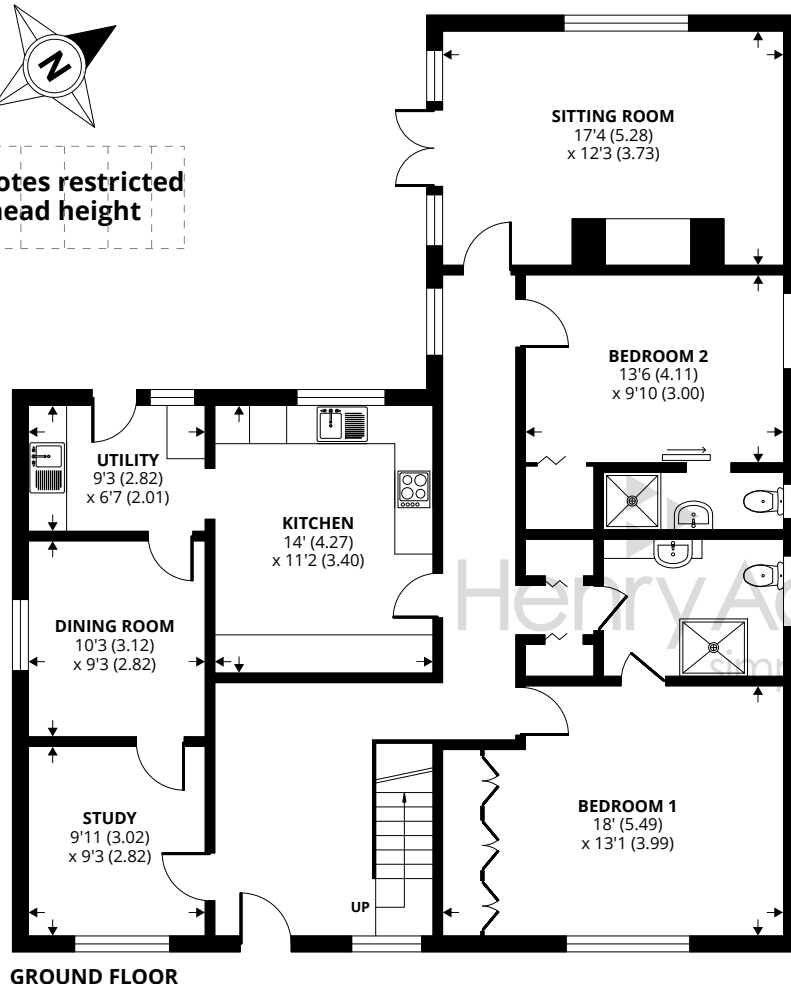 N
otes restricted
head height
SITTING ROOM
17'4 (5.28)
x 12'3 (3.73)
BEDROOM 2
13'6 (4.11)
x 9'10 (3.00)
UTILITY
9'3 (2.82)
x 6'7 (2.01)
KITCHEN
14' (4.27)
x 11'2 (3.40)
Henry Ad
simp
DINING ROOM
10'3 (3.12)
x 9'3 (2.82)
STUDY
9'11 (3.02)
x 9'3 (2.82)
BEDROOM 1
18' (5.49)
x 13'1 (3.99)
UP
GROUND FLOOR